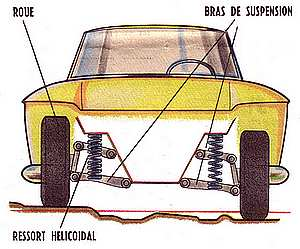 ROUE
BRAS DE SUSPENSION
RESSORT HELICOIDAL